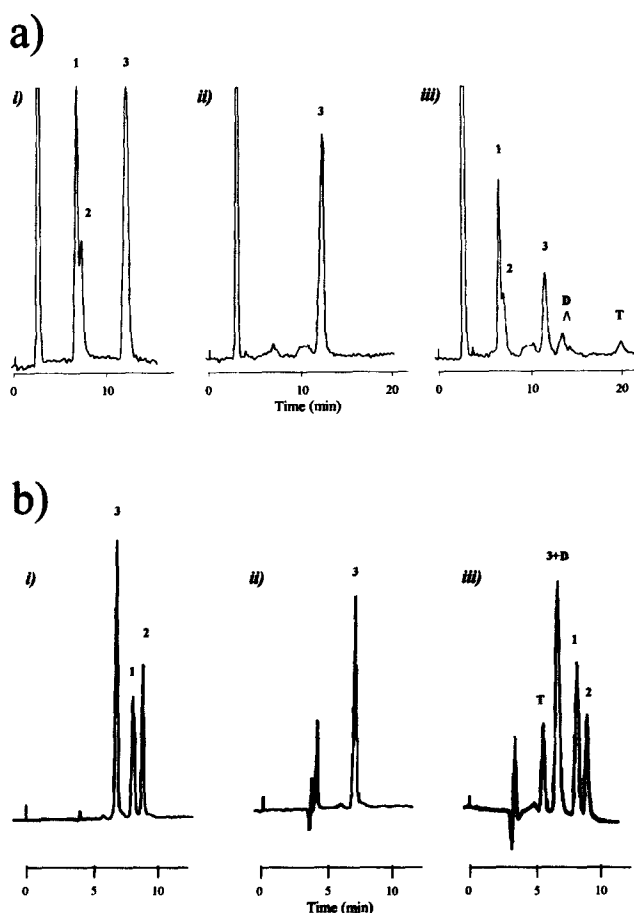 a)
i) ii) iii)
1 3 3 1
2 2 3
D T
^
0 10 0 10 20 0 10 20
Time (min)
b)
i) ii) iii)
3 3 3+D
1 2 T 1 2
0 5 10 0 5 10 0 5 10
Time (min)